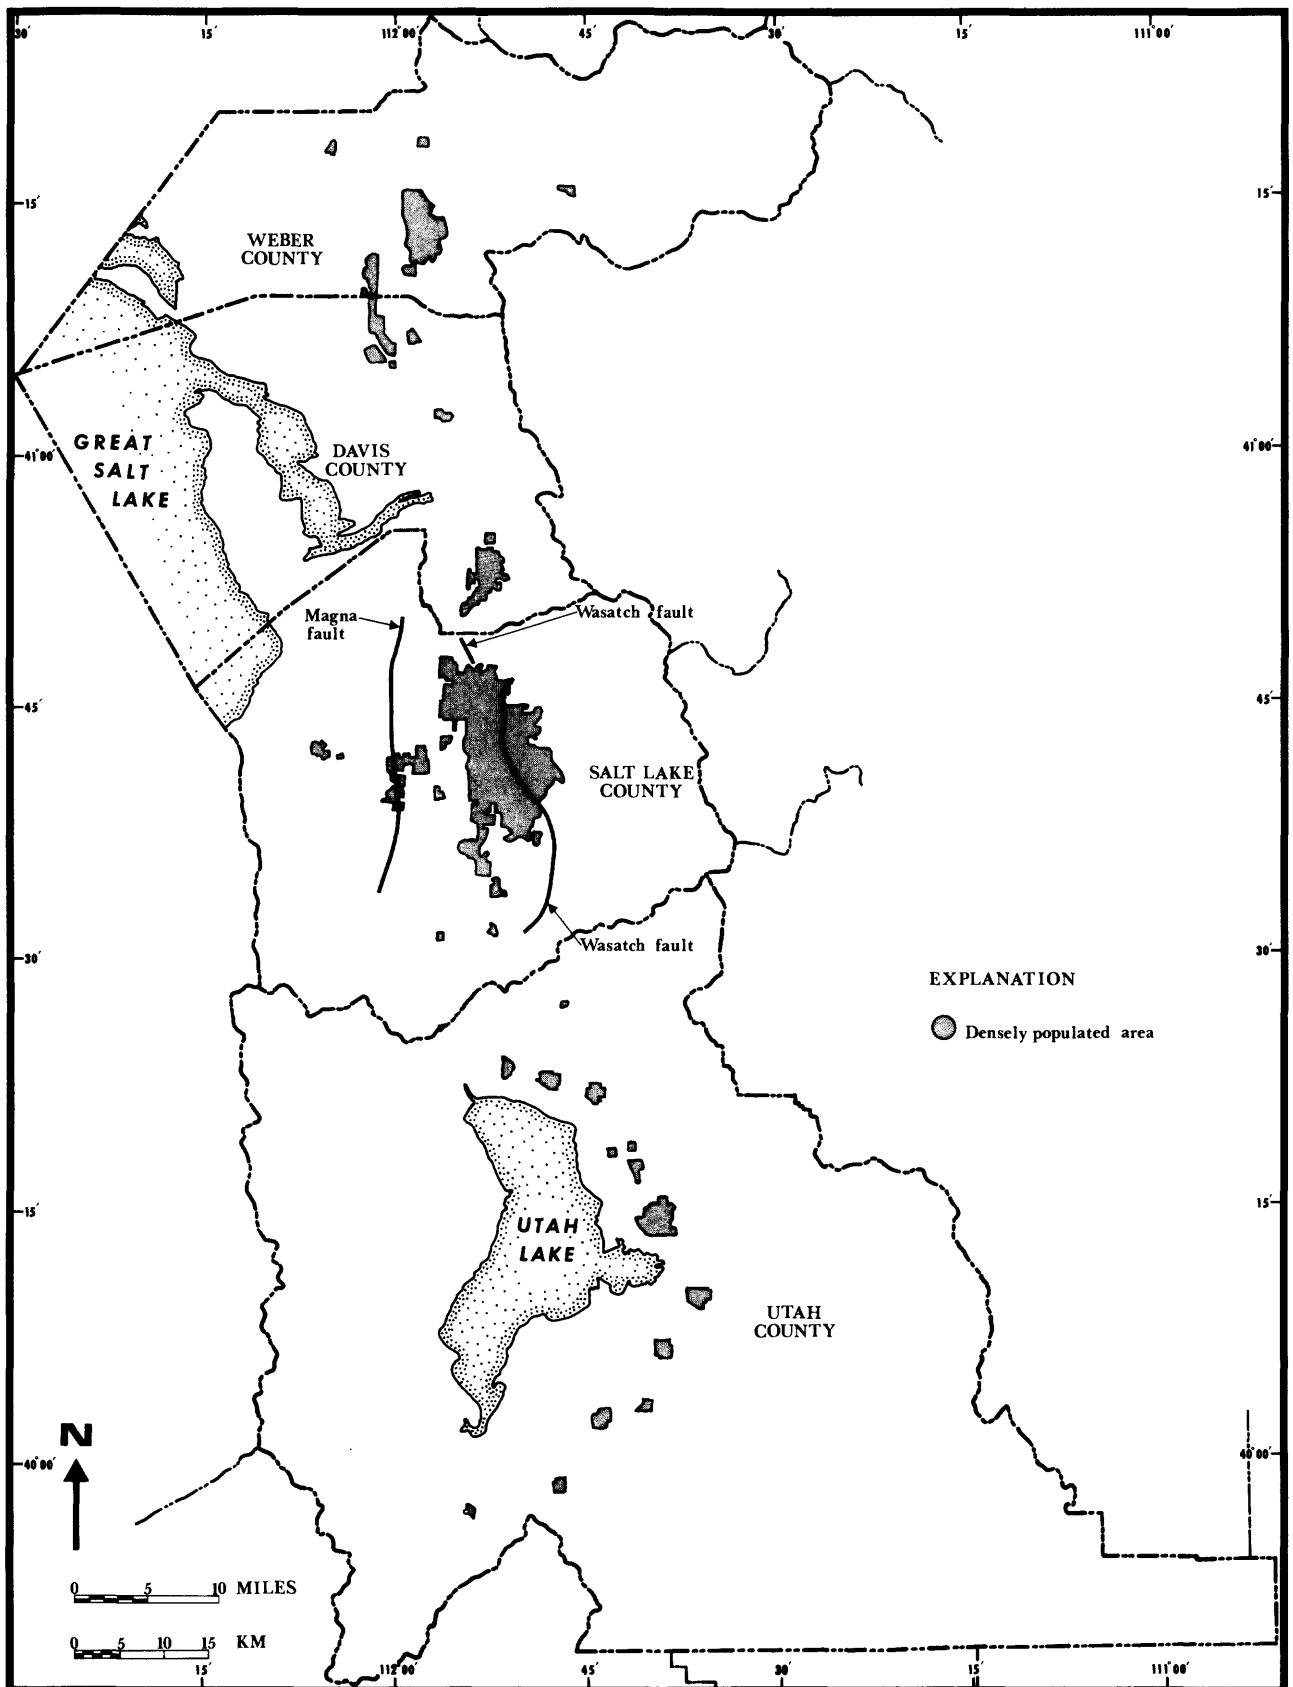 30' 15' 112°00' 45' 30' 15' 111°00'
15' 15'
WEBER
COUNTY
GREAT
SALT
LAKE
DAVIS
COUNTY
41°00' 41°00'
Magna
fault
Wasatch fault
45' 45'
SALT LAKE
COUNTY
Wasatch fault
30' 30'
EXPLANATION
Densely populated area
15' 15'
UTAH
LAKE
UTAH
COUNTY
N
40°00' 40°00'
0 5 10 MILES
0 5 10 15 KM
15' 112°00' 45' 30' 15' 111°00'